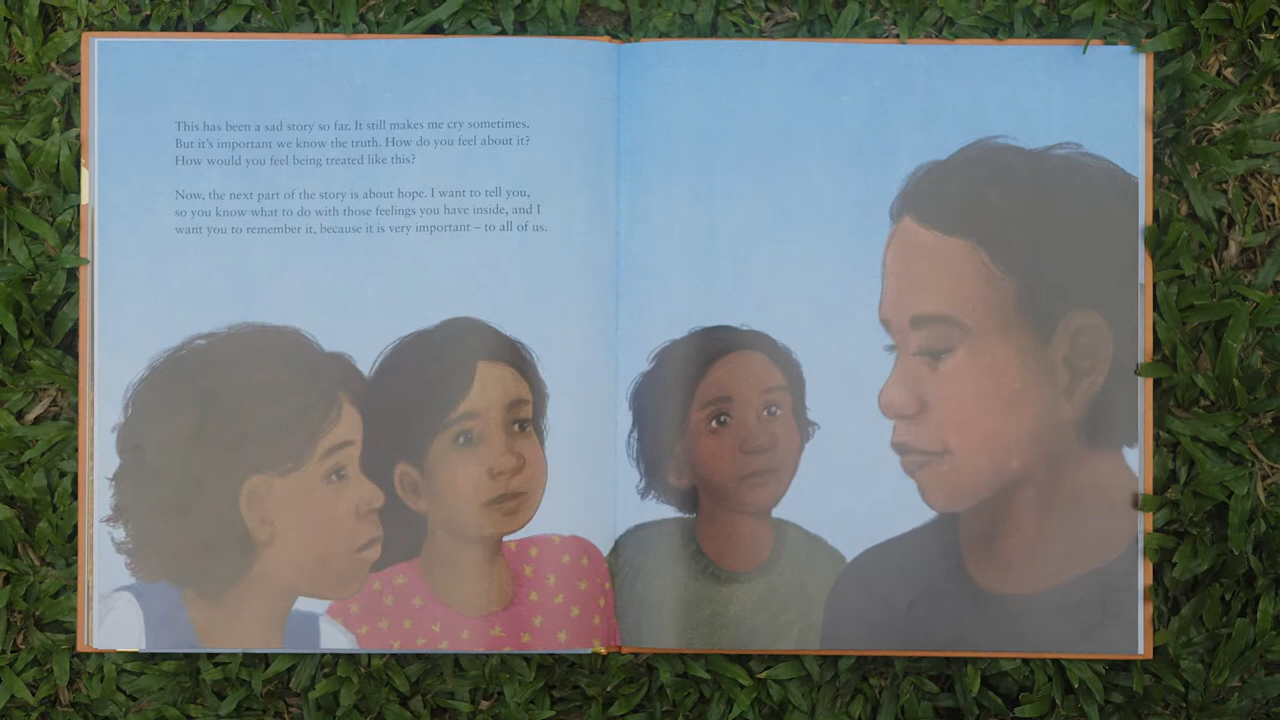 This has been a sad story so far. It still makes me cry sometimes.
But it's important we know the truth. How do you feel about it?
How would you feel being treated like this?
Now, the next part of the story is about hope. I want to tell you,
so you know what to do with those feelings you have inside, and I
want you to remember it, because it is very important – to all of us.